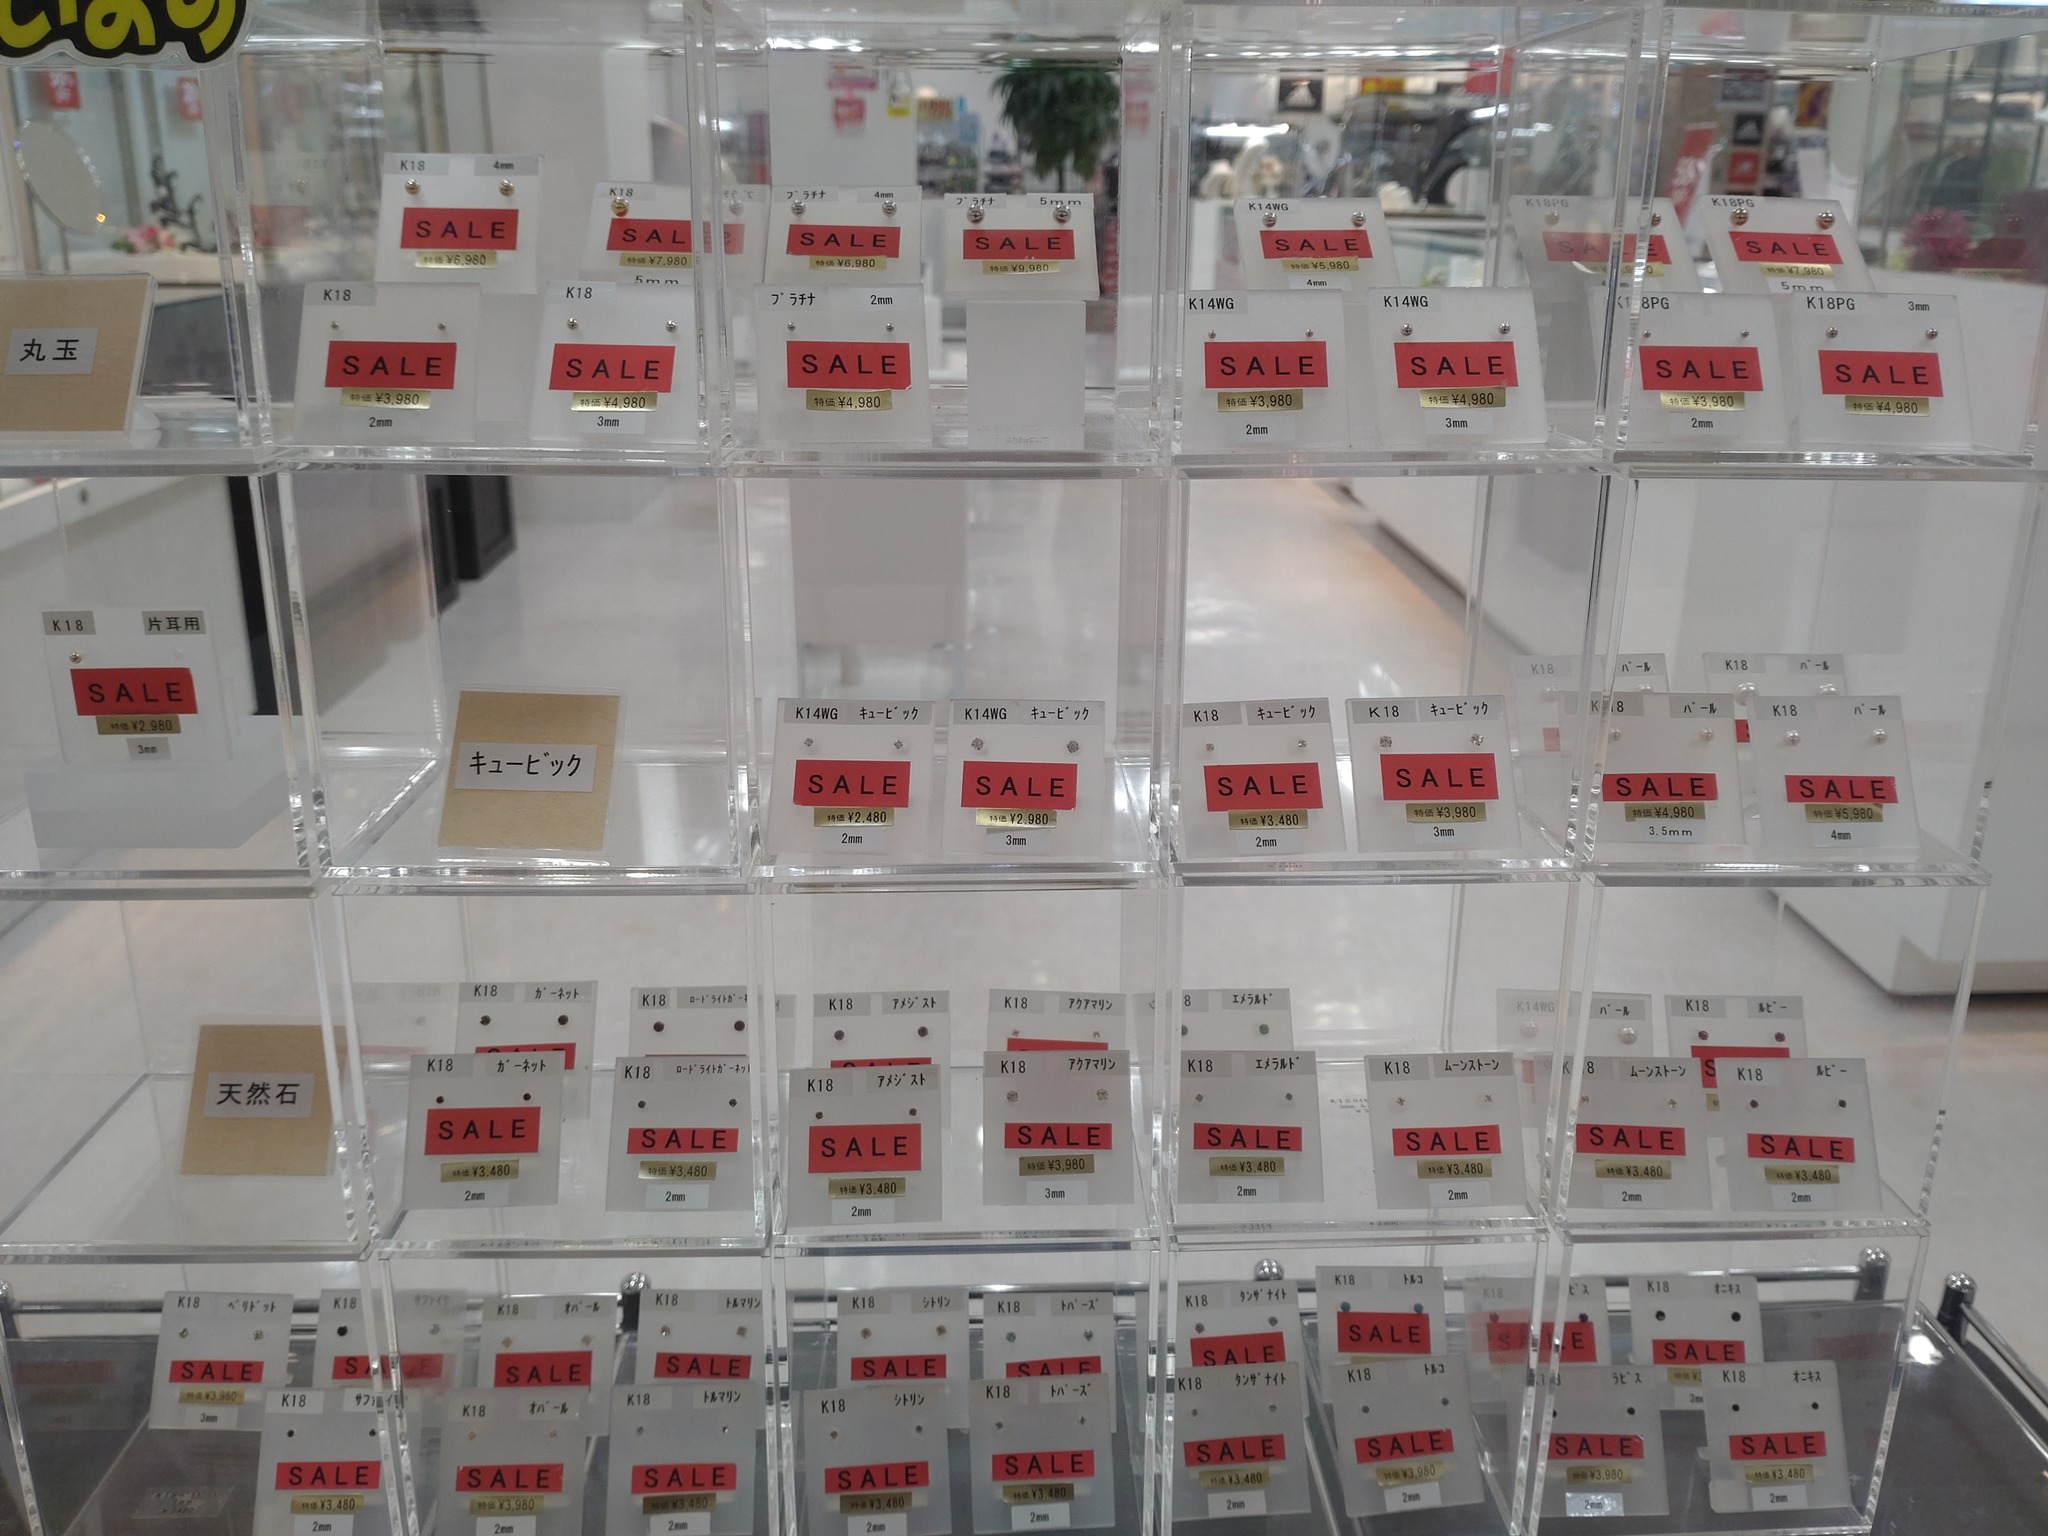 K18 4mm
SALE
特価 ¥6,980
K18
SAL
特価 ¥7,980
5mm
プラチナ 4mm
SALE
特価 ¥6,980
プラチナ 5mm
SALE
特価 ¥9,980
K14WG
SALE
特価 ¥5,980
4mm
K18PG
K18PG
SALE
特価 ¥7,980
5mm
丸玉
K18
SALE
特価 ¥3,980
2mm
K18
SALE
特価 ¥4,980
3mm
プラチナ 2mm
SALE
特価 ¥4,980
K14WG
SALE
特価 ¥3,980
2mm
K14WG
SALE
特価 ¥4,980
3mm
K18PG
SALE
特価 ¥3,980
2mm
K18PG 3mm
SALE
特価 ¥4,980
K18 片耳用
SALE
特価 ¥2,980
3mm
キュービック
K14WG キュービック
SALE
特価 ¥2,480
2mm
K14WG キュービック
SALE
特価 ¥2,980
3mm
K18 キュービック
SALE
特価 ¥3,480
2mm
K18 キュービック
SALE
特価 ¥3,980
3mm
K18 パール
K18 パール
K18 パール
SALE
特価 ¥4,980
3.5mm
K18 パール
SALE
特価 ¥5,980
4mm
天然石
K18 ガーネット
K18 ロードライトガーネ
K18 アメジスト
K18 アクアマリン
エメラルド
K14WG パール
K18 ルビー
K18 ガーネット
SALE
特価 ¥3,480
2mm
K18 ロードライトガーネット
SALE
特価 ¥3,480
2mm
K18 アメジスト
SALE
特価 ¥3,480
2mm
K18 アクアマリン
SALE
特価 ¥3,980
3mm
K18 エメラルド
SALE
特価 ¥3,480
2mm
K18 ムーンストーン
SALE
特価 ¥3,480
2mm
K18 ムーンストーン
SALE
特価 ¥3,480
2mm
K18 ルビー
SALE
特価 ¥3,480
2mm
K18 ペリドット
SALE
特価 ¥3,980
3mm
K18 サファイヤ
SALE
K18 オパール
SALE
K18 トルマリン
SALE
K18 シトリン
SALE
K18 トパーズ
SALE
K18 タンザナイト
SALE
K18 トルコ
SALE
K18 オニキス
SALE
K18 サファイヤ
SALE
特価 ¥3,480
2mm
K18 オパール
SALE
特価 ¥3,980
2mm
K18 トルマリン
SALE
特価 ¥3,480
2mm
K18 シトリン
SALE
特価 ¥3,480
2mm
K18 トパーズ
SALE
特価 ¥3,480
2mm
K18 タンザナイト
SALE
特価 ¥3,480
2mm
K18 トルコ
SALE
特価 ¥3,980
2mm
K18 ラピス
SALE
特価 ¥3,980
2mm
K18 オニキス
SALE
特価 ¥3,480
2mm